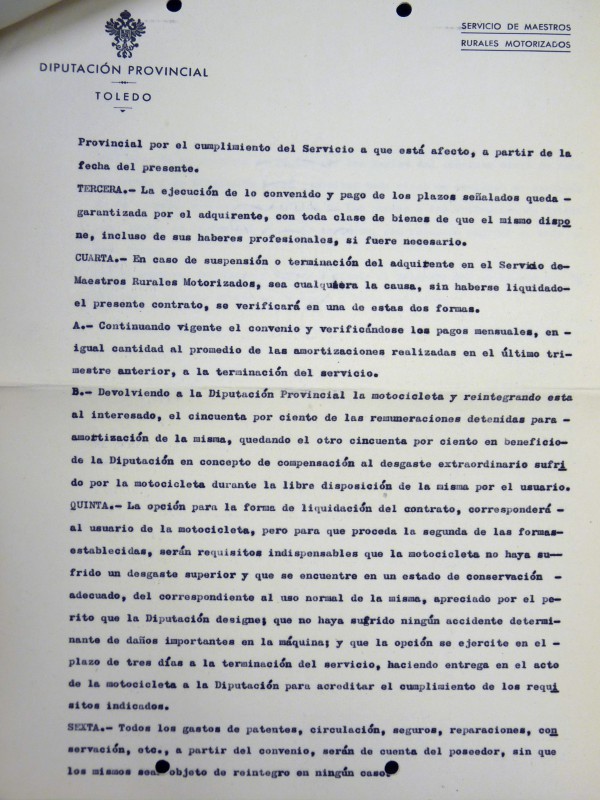 SERVICIO DE MAESTROS
RURALES MOTORIZADOS
DIPUTACIÓN PROVINCIAL
TOLEDO
Provincial por el cumplimiento del Servicio a que está afecto, a partir de la
fecha del presente.
TERCERA.- La ejecución de lo convenido y pago de los plazos señalados queda -
garantizada por el adquirente, con toda clase de bienes de que el mismo dispo
ne, incluso de sus haberes profesionales, si fuere necesario.
CUARTA.- En caso de suspensión o terminación del adquirente en el Servicio de-
Maestros Rurales Motorizados, sea cualquiera la causa, sin haberse liquidado-
el presente contrato, se verificará en una de estas dos formas.
A.- Continuando vigente el convenio y verificándose los pagos mensuales, en -
igual cantidad al promedio de las amortizaciones realizadas en el último tri-
mestre anterior, a la terminación del servicio.
B.- Devolviendo a la Diputación Provincial la motocicleta y reintegrando esta
al interesado, el cincuenta por ciento de las remuneraciones detenidas para -
amortización de la misma, quedando el otro cincuenta por ciento en beneficio-
de la Diputación en concepto de compensación al desgaste extraordinario sufri
do por la motocicleta durante la libre disposición de la misma por el usuario.
QUINTA.- La opción para la forma de liquidación del contrato, corresponderá -
al usuario de la motocicleta, pero para que proceda la segunda de las formas-
establecidas, serán requisitos indispensables que la motocicleta no haya su--
frido un desgaste superior y que se encuentre en un estado de conservación -
adecuado, del correspondiente al uso normal de la misma, apreciado por el pe-
rito que la Diputación designe; que no haya sufrido ningún accidente determi-
nante de daños importantes en la máquina; y que la opción se ejercite en el -
plazo de tres días a la terminación del servicio, haciendo entrega en el acto
de la motocicleta a la Diputación para acreditar el cumplimiento de los requi
sitos indicados.
SEXTA.- Todos los gastos de patentes, circulación, seguros, reparaciones, con
servación, etc., a partir del convenio, serán de cuenta del poseedor, sin que
los mismos sean objeto de reintegro en ningún caso.